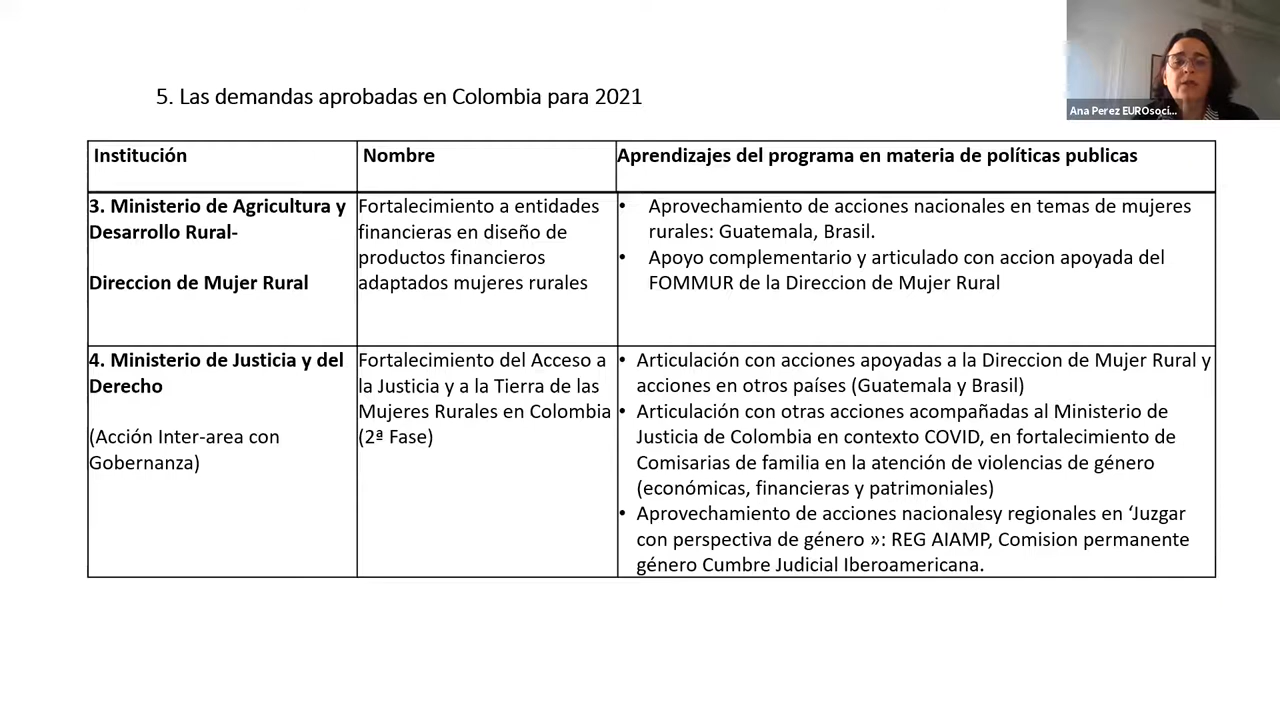 5. Las demandas aprobadas en Colombia para 2021
Ana Perez EUROsoci...
Institución
Nombre
Aprendizajes del programa en materia de políticas publicas
3. Ministerio de Agricultura y
Desarrollo Rural-
Direccion de Mujer Rural
Fortalecimiento a entidades
financieras en diseño de
productos financieros
adaptados mujeres rurales
• Aprovechamiento de acciones nacionales en temas de mujeres
rurales: Guatemala, Brasil.
• Apoyo complementario y articulado con accion apoyada del
FOMMUR de la Direccion de Mujer Rural
4. Ministerio de Justicia y del
Derecho
(Acción Inter-area con
Gobernanza)
Fortalecimiento del Acceso a
la Justicia y a la Tierra de las
Mujeres Rurales en Colombia
(2ª Fase)
• Articulación con acciones apoyadas a la Direccion de Mujer Rural y
acciones en otros países (Guatemala y Brasil)
• Articulación con otras acciones acompañadas al Ministerio de
Justicia de Colombia en contexto COVID, en fortalecimiento de
Comisarias de familia en la atención de violencias de género
(económicas, financieras y patrimoniales)
• Aprovechamiento de acciones nacionalesy regionales en ‘Juzgar
con perspectiva de género »: REG AIAMP, Comision permanente
género Cumbre Judicial Iberoamericana.